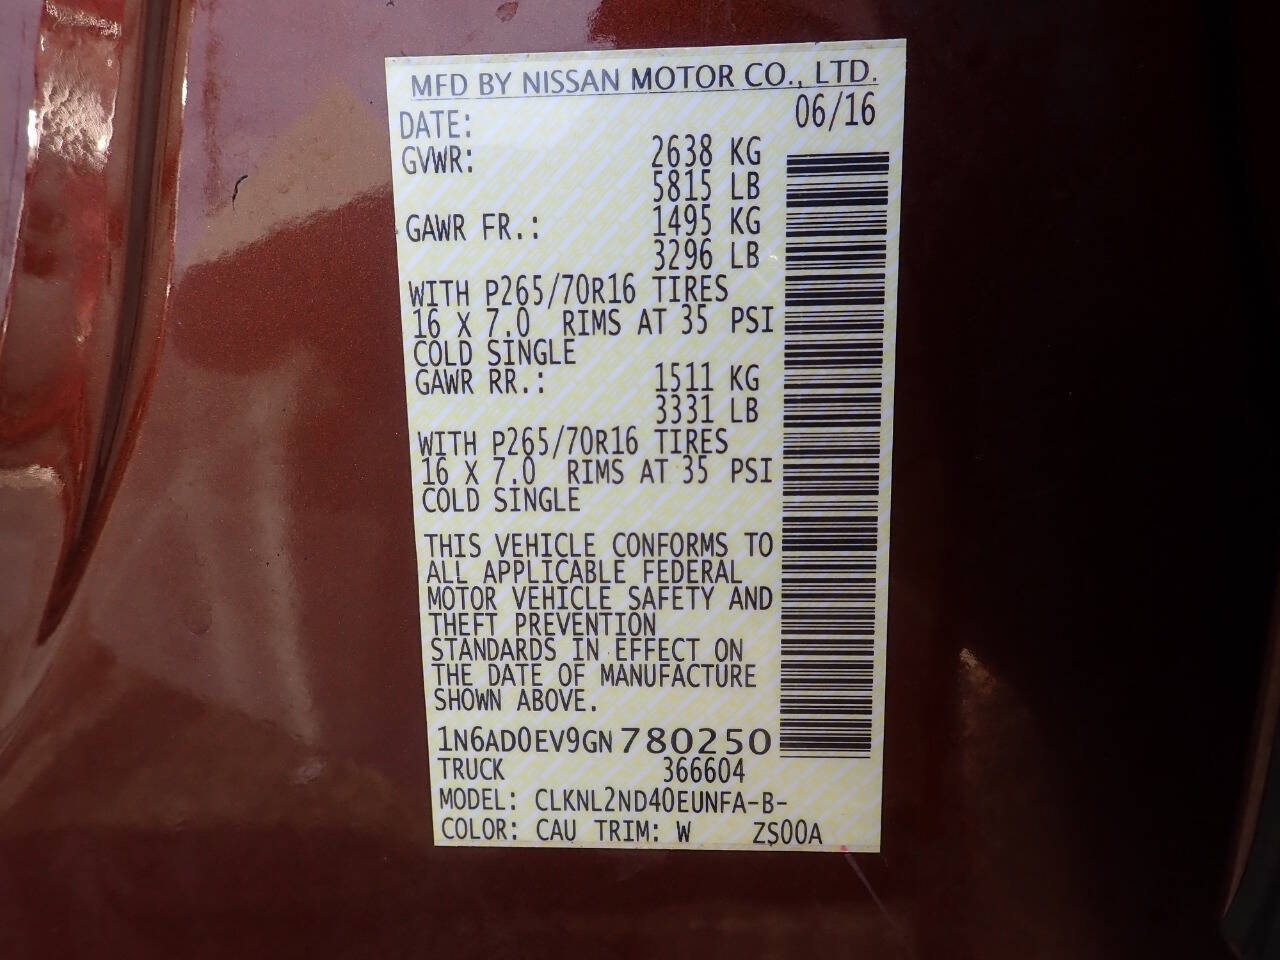 MFD BY NISSAN MOTOR CO., LTD.
DATE: 06/16
GVWR: 2638 KG
5815 LB
GAWR FR.: 1495 KG
3296 LB
WITH P265/70R16 TIRES
16 X 7.0 RIMS AT 35 PSI
COLD SINGLE
GAWR RR.: 1511 KG
3331 LB
WITH P265/70R16 TIRES
16 X 7.0 RIMS AT 35 PSI
COLD SINGLE
THIS VEHICLE CONFORMS TO
ALL APPLICABLE FEDERAL
MOTOR VEHICLE SAFETY AND
THEFT PREVENTION
STANDARDS IN EFFECT ON
THE DATE OF MANUFACTURE
SHOWN ABOVE.
1N6AD0EV9GN780250
TRUCK 366604
MODEL: CLKNL2ND40EUNFA-B-
COLOR: CAU TRIM: W ZS00A